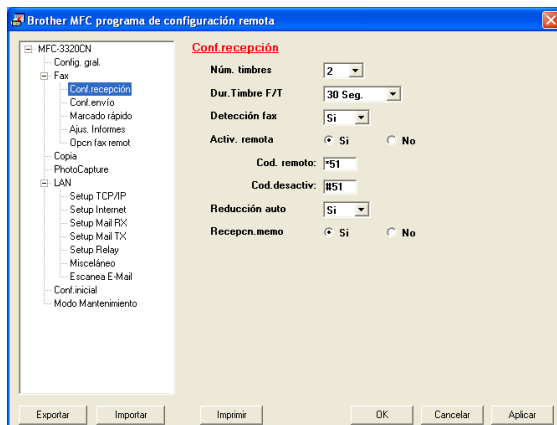 Brother MFC programa de configuración remota
MFC-3320CN
Config. gral.
Fax
Conf.recepción
Conf.envío
Marcado rápido
Ajus. Informes
Opcn fax remot
Copia
PhotoCapture
LAN
Setup TCP/IP
Setup Internet
Setup Mail RX
Setup Mail TX
Setup Relay
Misceláneo
Escanea E-Mail
Conf.inicial
Modo Mantenimiento
Conf.recepción
Núm. timbres 2
Dur.Timbre F/T 30 Seg.
Detección fax Si
Activ. remota Si No
Cod. remoto: *51
Cod.desactiv: #51
Reducción auto Si
Recepcn.memo Si No
Exportar Importar Imprimir OK Cancelar Aplicar